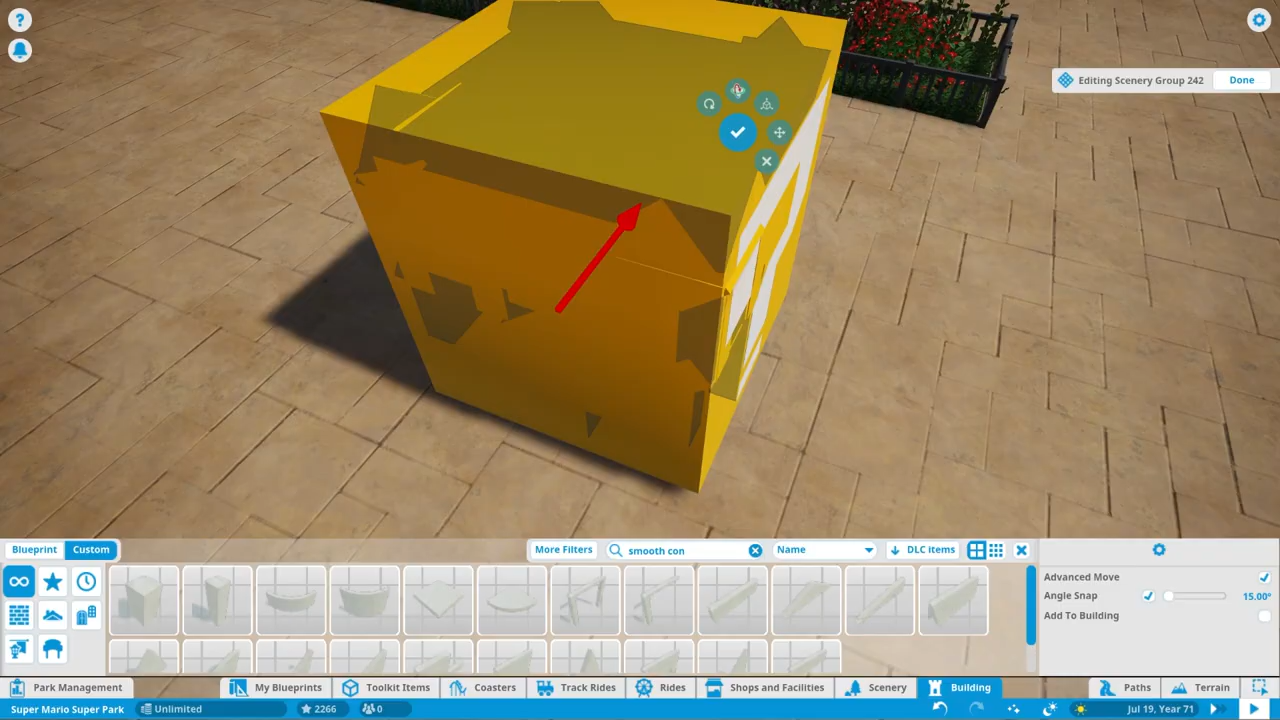 ?
Editing Scenery Group 242
Done
Blueprint
Custom
More Filters
smooth con
Name
DLC items
Advanced Move
Angle Snap
15.00°
Add To Building
Park Management
My Blueprints
Toolkit Items
Coasters
Track Rides
Rides
Shops and Facilities
Scenery
Building
Paths
Terrain
Super Mario Super Park
Unlimited
2266
0
Jul 19, Year 71